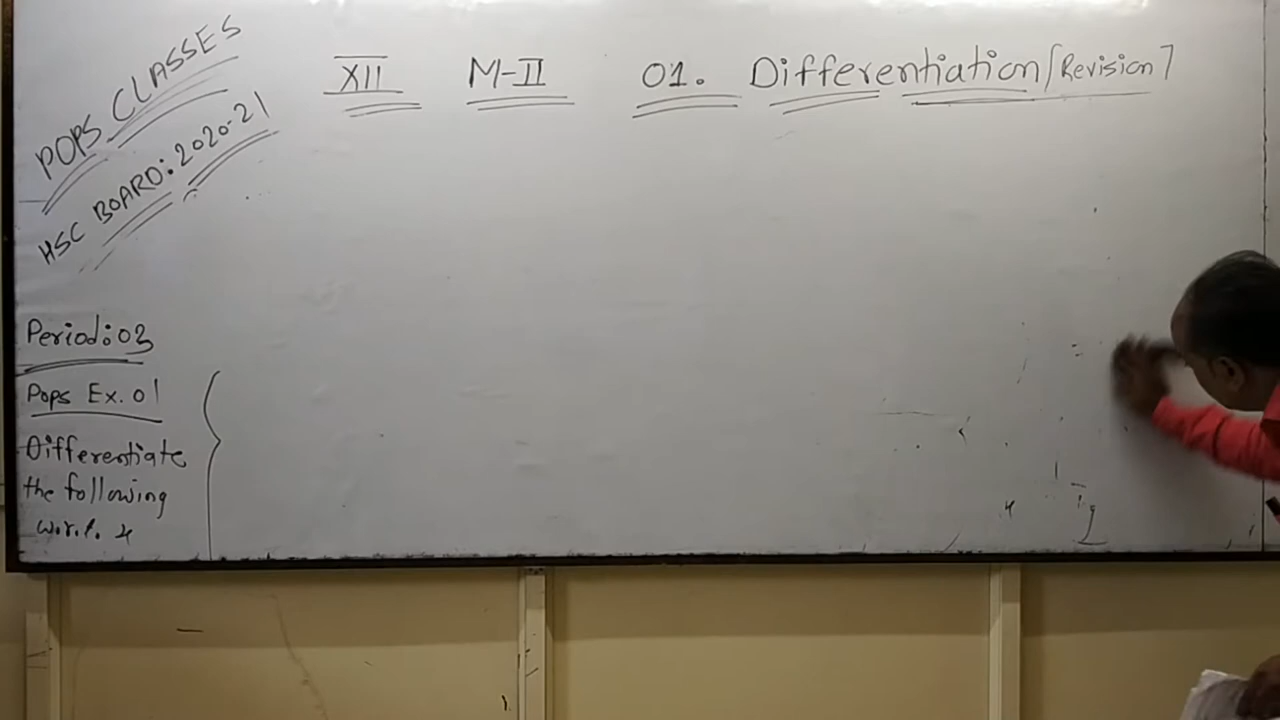 POPS CLASSES
HSC BOARD: 2020-21
XII M-II 01. Differentiation [Revision]
Period: 03
Pops Ex. 01
Differentiate
the following
w.r.t. x